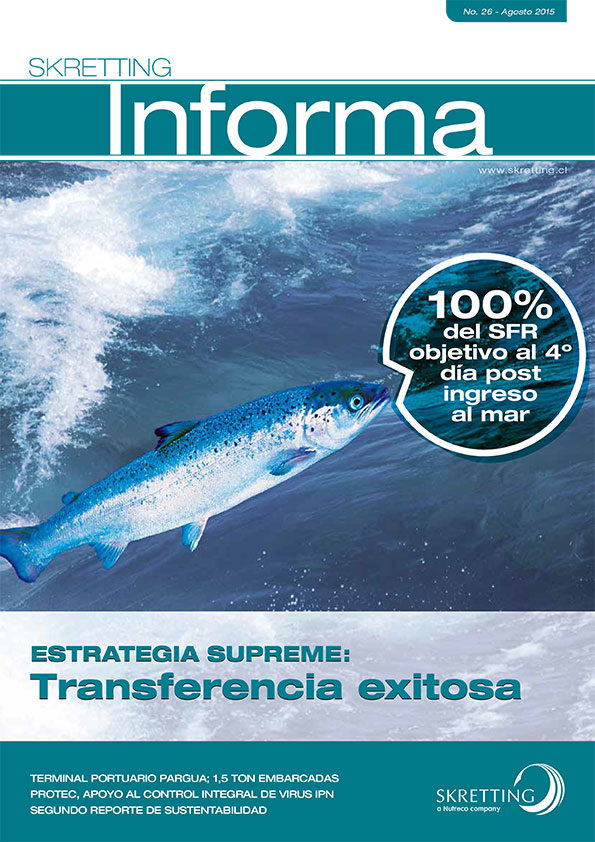 No. 26 - Agosto 2015
SKRETTING
Informa
www.skretting.cl
100%
del SFR
objetivo al 4º
día post
ingreso
al mar
ESTRATEGIA SUPREME:
Transferencia exitosa
TERMINAL PORTUARIO PARGUA; 1,5 TON EMBARCADAS
PROTEC, APOYO AL CONTROL INTEGRAL DE VIRUS IPN
SEGUNDO REPORTE DE SUSTENTABILIDAD
SKRETTING
a Nutreco company